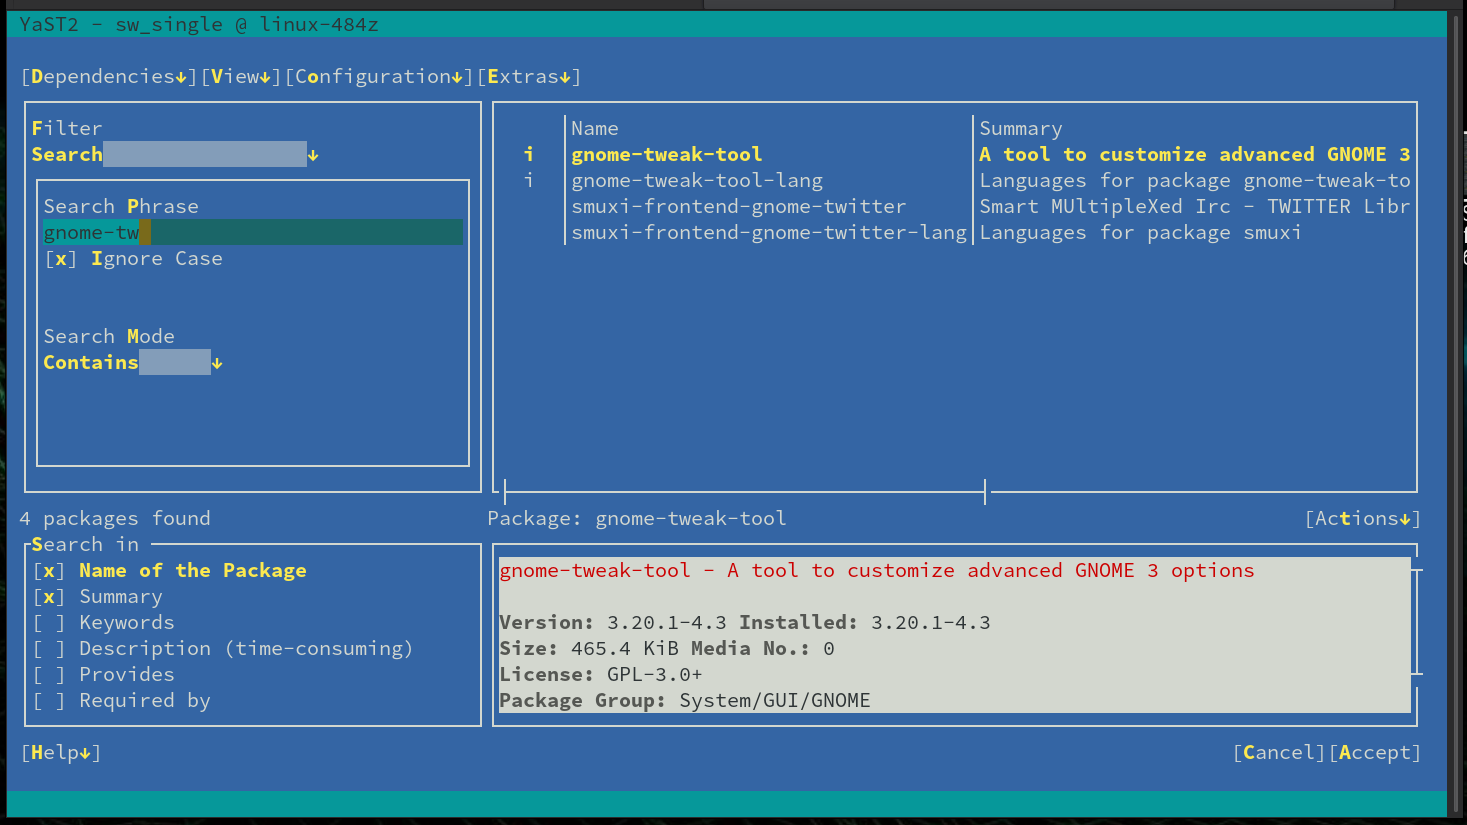 YaST2 - sw_single @ linux-484z
[Dependencies↓][View↓][Configuration↓][Extras↓]
Filter
Search↓
Search Phrase
gnome-tw
[x] Ignore Case
Search Mode
Contains↓
Name Summary
i gnome-tweak-tool A tool to customize advanced GNOME 3
i gnome-tweak-tool-lang Languages for package gnome-tweak-to
smuxi-frontend-gnome-twitter Smart MUltipleXed Irc - TWITTER Libr
smuxi-frontend-gnome-twitter-lang Languages for package smuxi
4 packages found
Package: gnome-tweak-tool [Actions↓]
Search in
[x] Name of the Package
[x] Summary
[ ] Keywords
[ ] Description (time-consuming)
[ ] Provides
[ ] Required by
gnome-tweak-tool - A tool to customize advanced GNOME 3 options
Version: 3.20.1-4.3 Installed: 3.20.1-4.3
Size: 465.4 KiB Media No.: 0
License: GPL-3.0+
Package Group: System/GUI/GNOME
[Help↓] [Cancel][Accept]